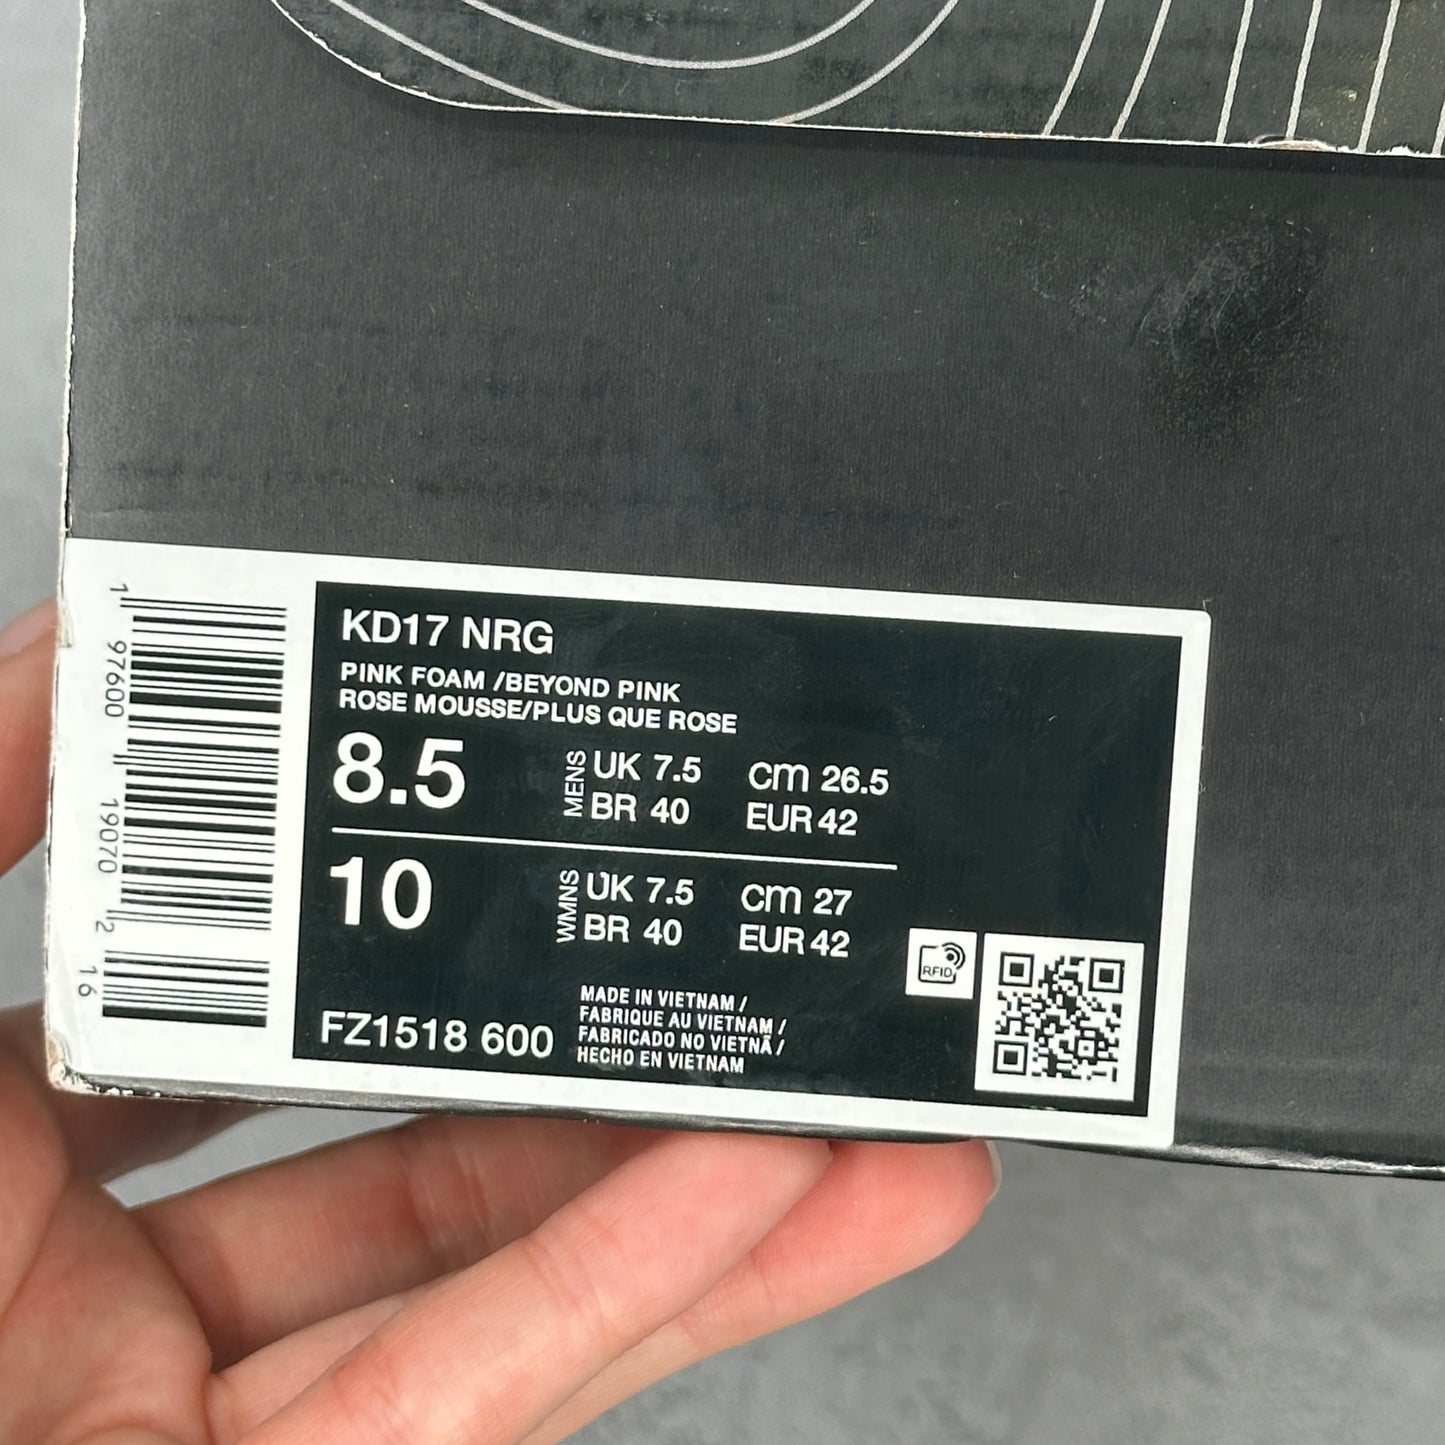 KD17 NRG
PINK FOAM /BEYOND PINK
ROSE MOUSSE/PLUS QUE ROSE
8.5
MENS
UK 7.5 cm 26.5
BR 40 EUR 42
10
WMNS
UK 7.5 cm 27
BR 40 EUR 42
FZ1518 600
MADE IN VIETNAM /
FABRIQUE AU VIETNAM /
FABRICADO NO VIETNÃ /
HECHO EN VIETNAM
RFID
1 97600 19070 2 16